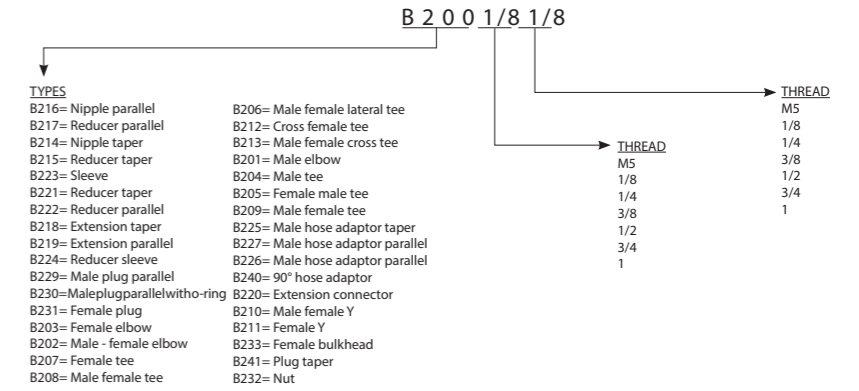 B 2 0 0 1/8 1/8
TYPES
B216= Nipple parallel
B217= Reducer parallel
B214= Nipple taper
B215= Reducer taper
B223= Sleeve
B221= Reducer taper
B222= Reducer parallel
B218= Extension taper
B219= Extension parallel
B224= Reducer sleeve
B229= Male plug parallel
B230=Maleplugparallelwitho-ring
B231= Female plug
B203= Female elbow
B202= Male - female elbow
B207= Female tee
B208= Male female tee
B206= Male female lateral tee
B212= Cross female tee
B213= Male female cross tee
B201= Male elbow
B204= Male tee
B205= Female male tee
B209= Male female tee
B225= Male hose adaptor taper
B227= Male hose adaptor parallel
B226= Male hose adaptor parallel
B240= 90° hose adaptor
B220= Extension connector
B210= Male female Y
B211= Female Y
B233= Female bulkhead
B241= Plug taper
B232= Nut
THREAD
M5
1/8
1/4
3/8
1/2
3/4
1
THREAD
M5
1/8
1/4
3/8
1/2
3/4
1